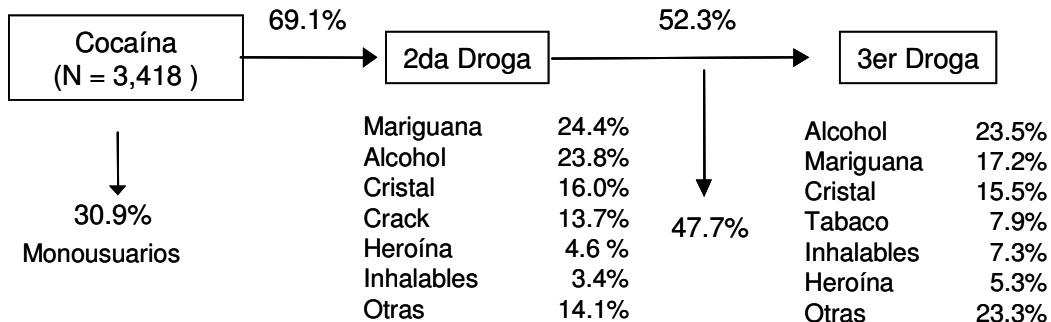 69.1%
52.3%
Cocaína
(N = 3,418 )
2da Droga
3er Droga
30.9%
Monousuarios
Mariguana 24.4%
Alcohol 23.8%
Cristal 16.0%
Crack 13.7%
Heroína 4.6 %
Inhalables 3.4%
Otras 14.1%
47.7%
Alcohol 23.5%
Mariguana 17.2%
Cristal 15.5%
Tabaco 7.9%
Inhalables 7.3%
Heroína 5.3%
Otras 23.3%